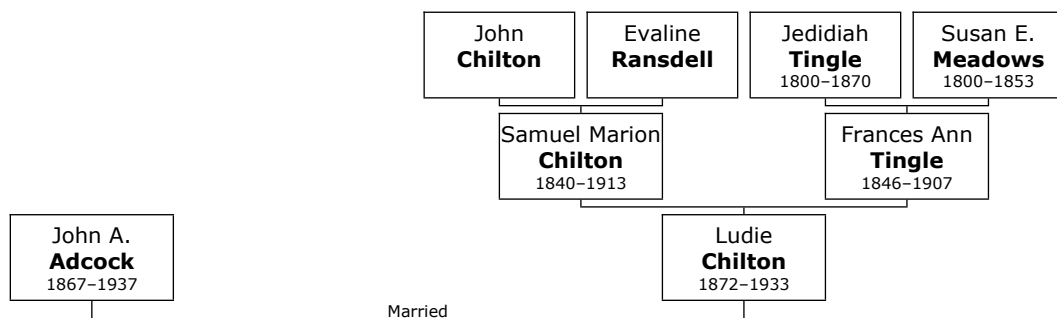 John
Chilton
Evaline
Ransdell
Jedidiah
Tingle
1800–1870
Susan E.
Meadows
1800–1853
Samuel Marion
Chilton
1840–1913
Frances Ann
Tingle
1846–1907
John A.
Adcock
1867–1937
Ludie
Chilton
1872–1933
Married